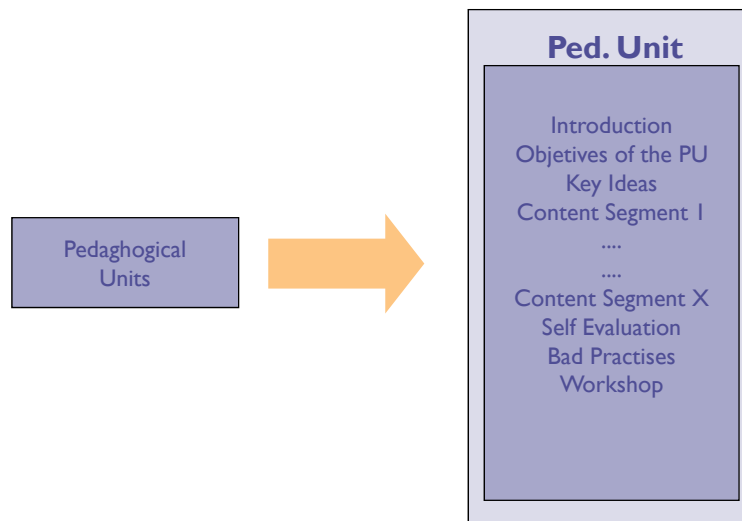 Ped. Unit
Introduction
Objetives of the PU
Key Ideas
Content Segment 1
....
....
Content Segment X
Self Evaluation
Bad Practises
Workshop
Pedaghogical
Units